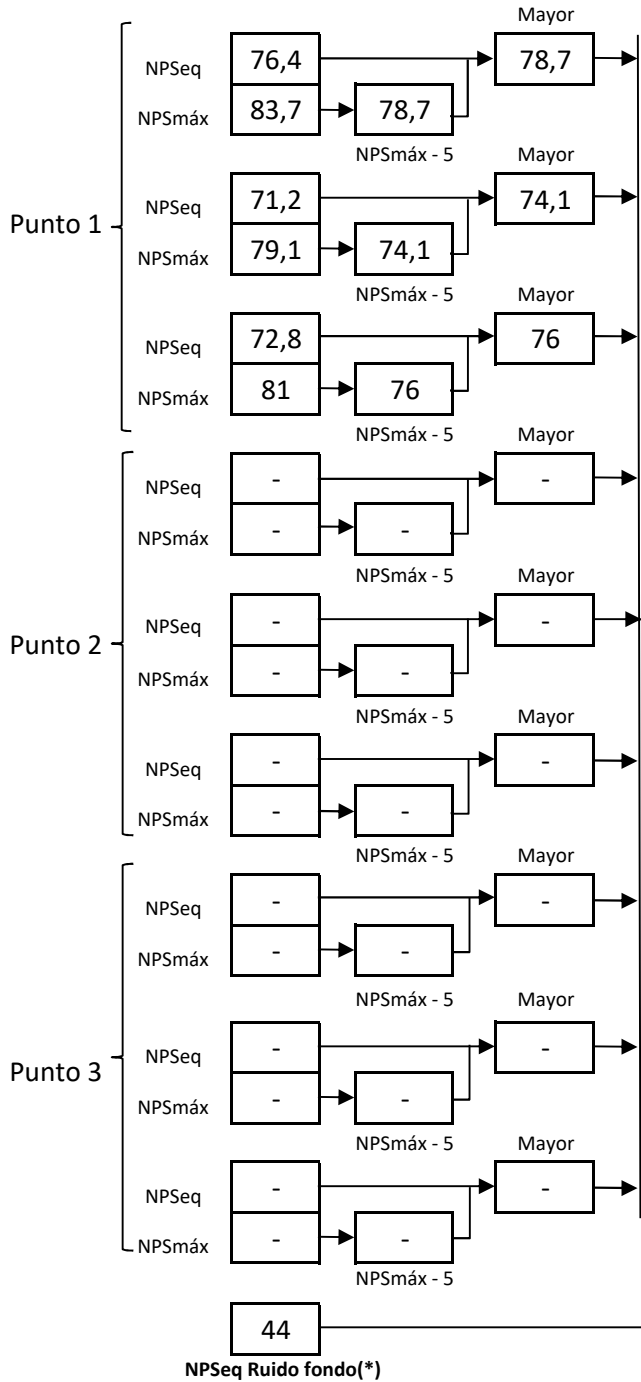 Mayor
NPSeq 76,4 78,7
NPSmáx 83,7 78,7
NPSmáx - 5 Mayor
Punto 1
NPSeq 71,2 74,1
NPSmáx 79,1 74,1
NPSmáx - 5 Mayor
NPSeq 72,8 76
NPSmáx 81 76
NPSmáx - 5 Mayor
NPSeq - -
NPSmáx - -
NPSmáx - 5 Mayor
Punto 2
NPSeq - -
NPSmáx - -
NPSmáx - 5 Mayor
NPSeq - -
NPSmáx - -
NPSmáx - 5 Mayor
NPSeq - -
NPSmáx - -
NPSmáx - 5 Mayor
Punto 3
NPSeq - -
NPSmáx - -
NPSmáx - 5 Mayor
NPSeq - -
NPSmáx - -
NPSmáx - 5
44
NPSeq Ruido fondo(*)